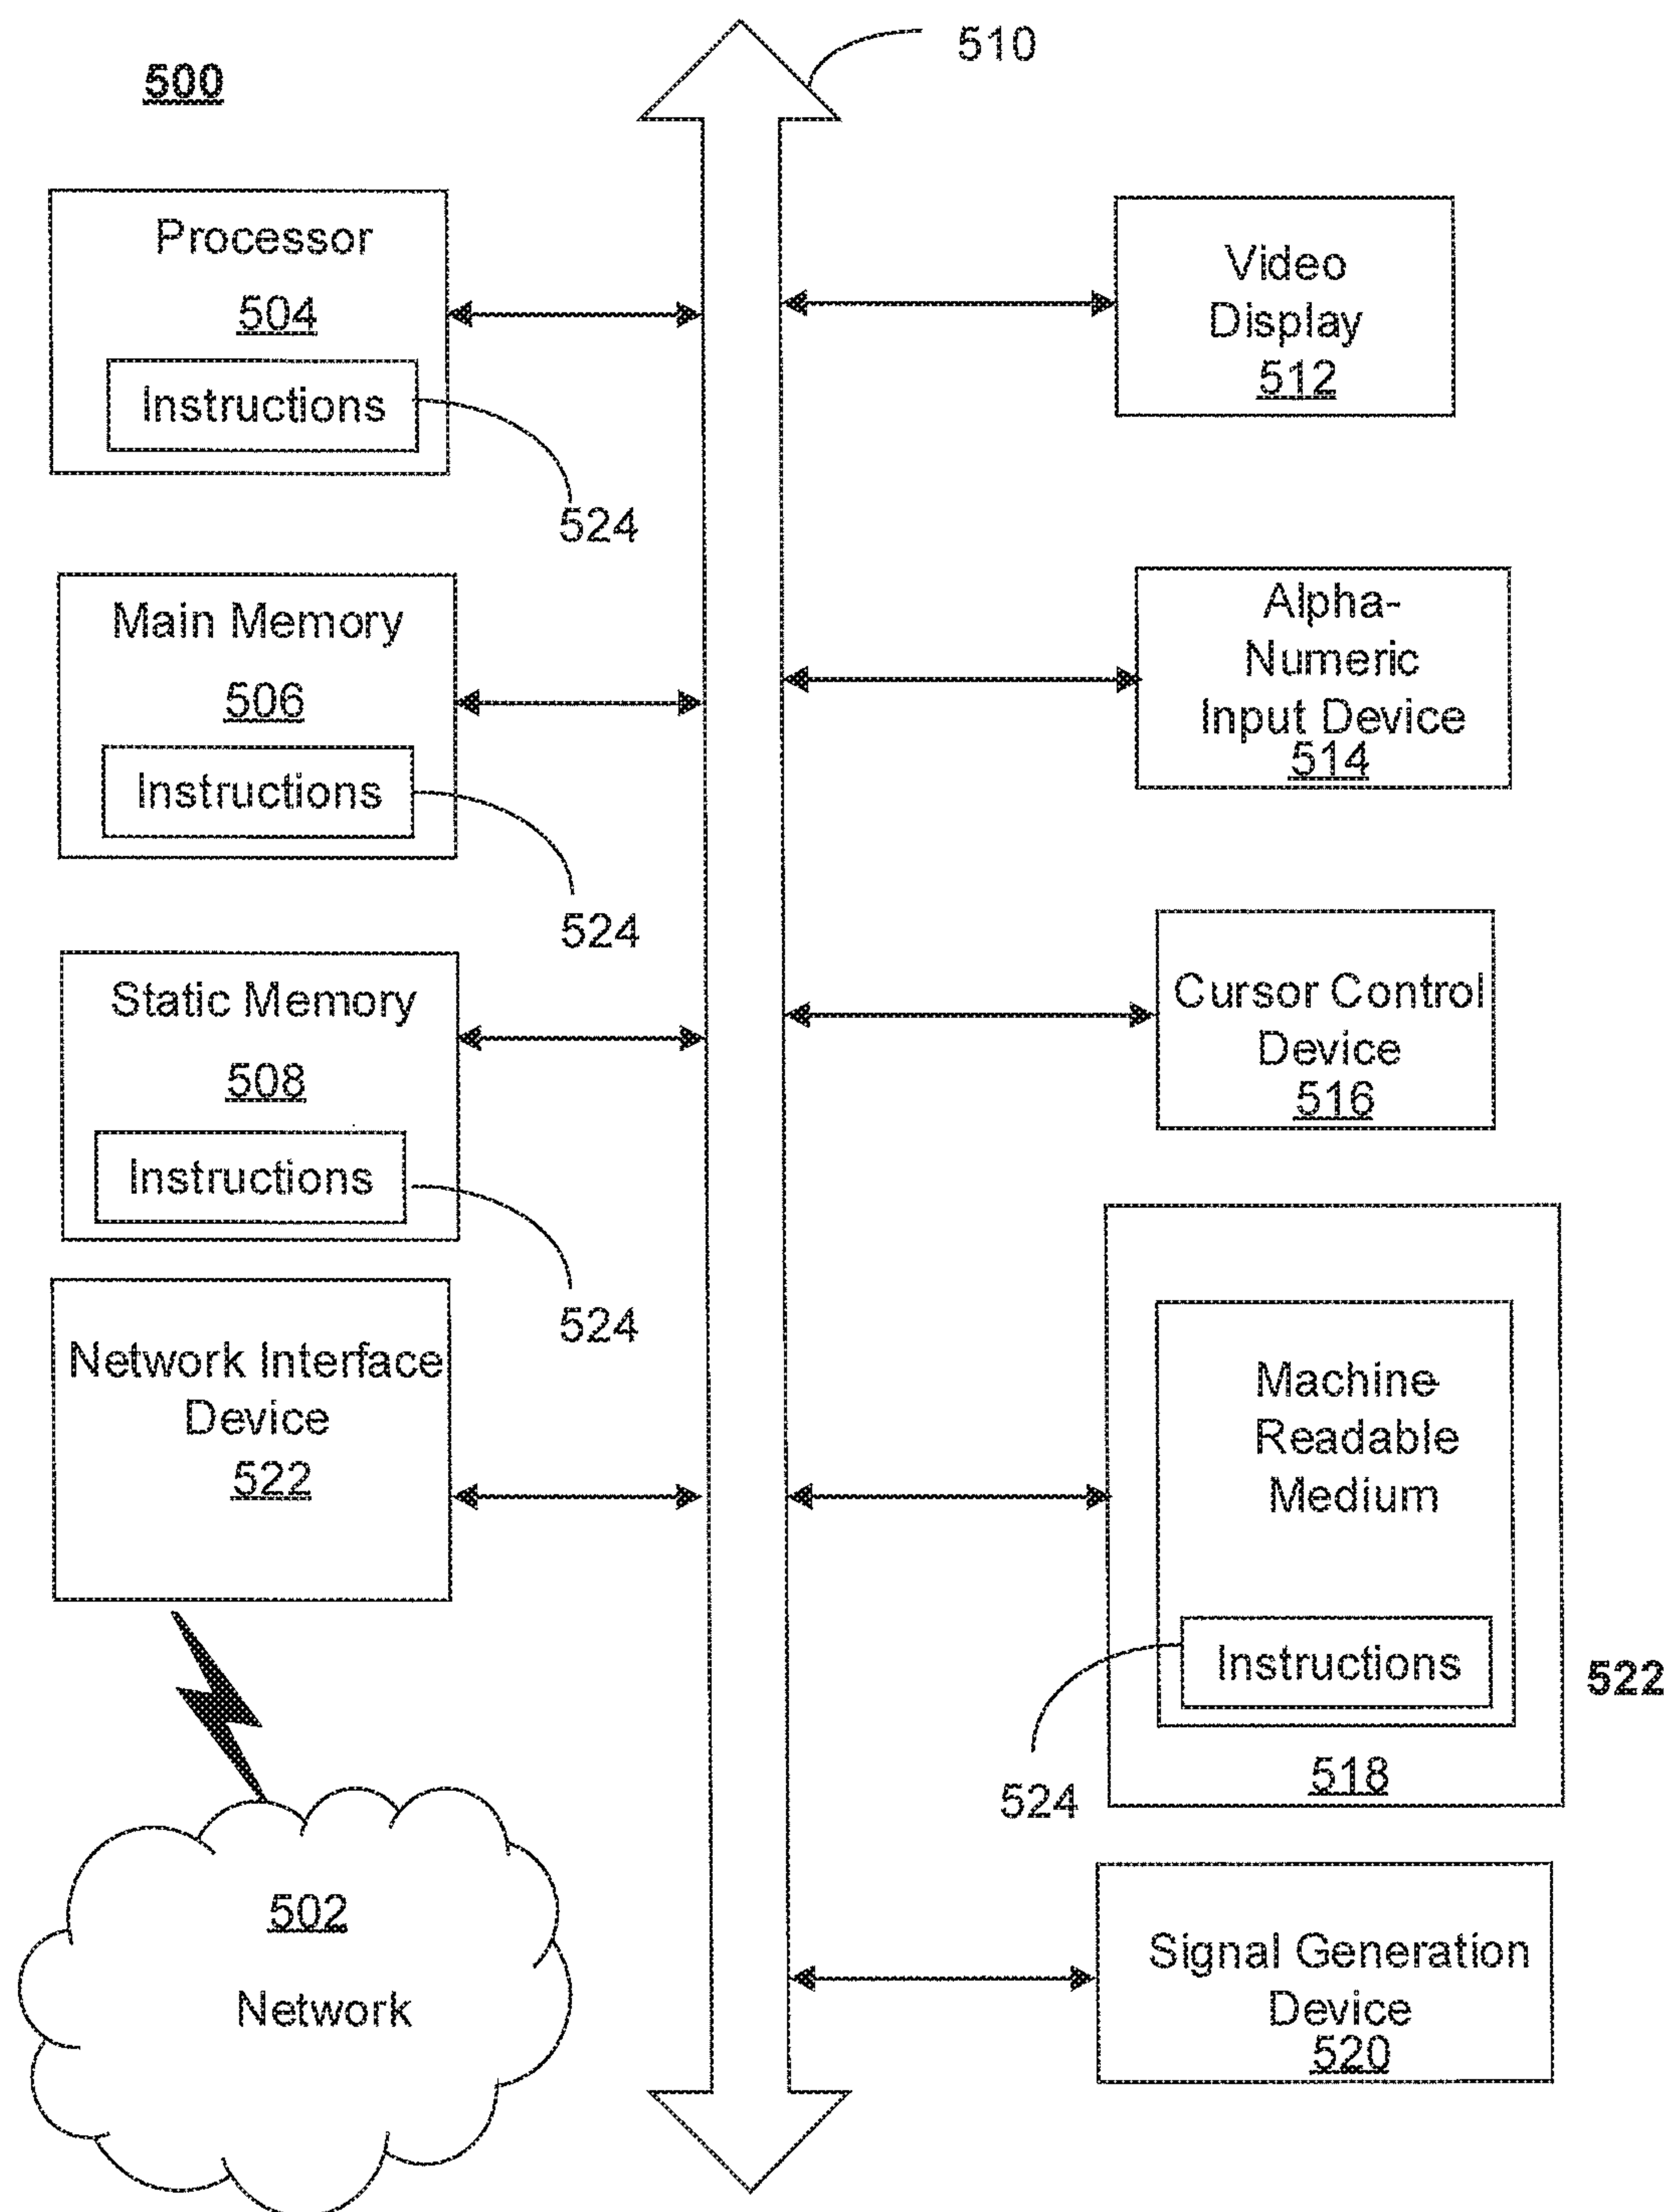 500
510
Processor
504
Instructions
524
Main Memory
506
Instructions
524
Static Memory
508
Instructions
524
Network Interface
Device
522
502
Network
Video
Display
512
Alpha-
Numeric
Input Device
514
Cursor Control
Device
516
Machine-
Readable
Medium
Instructions
522
524
518
Signal Generation
Device
520